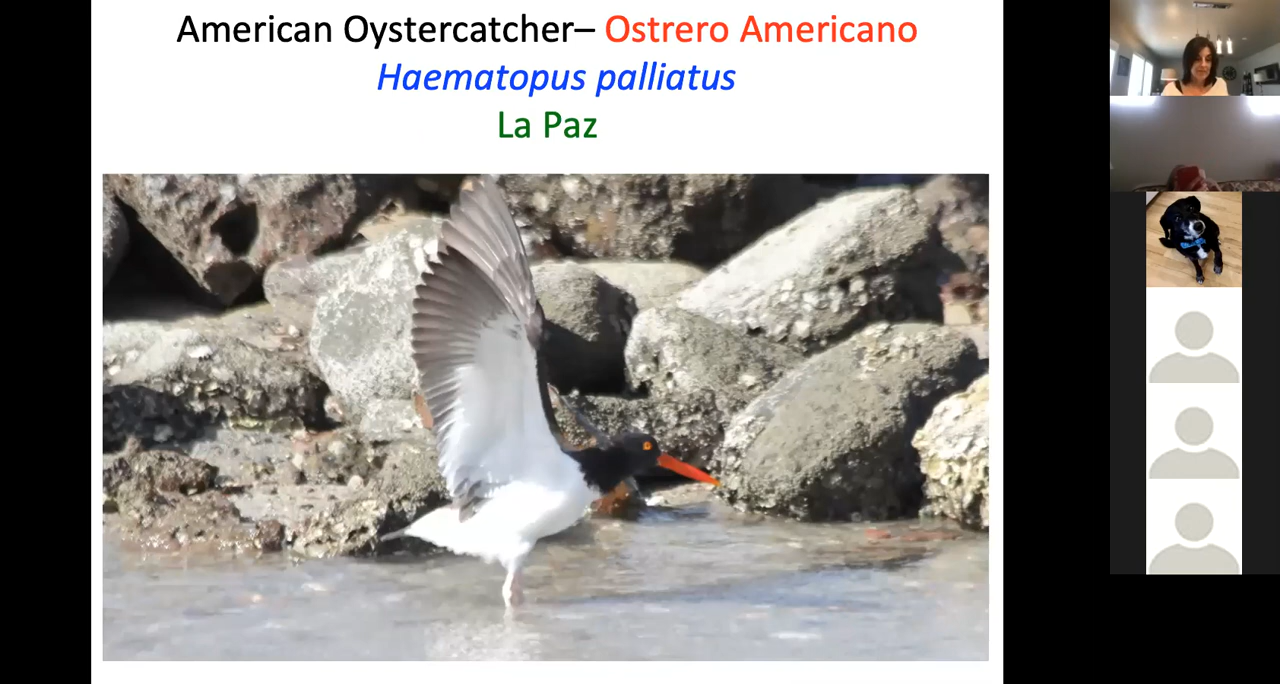 American Oystercatcher– Ostrero Americano
Haematopus palliatus
La Paz